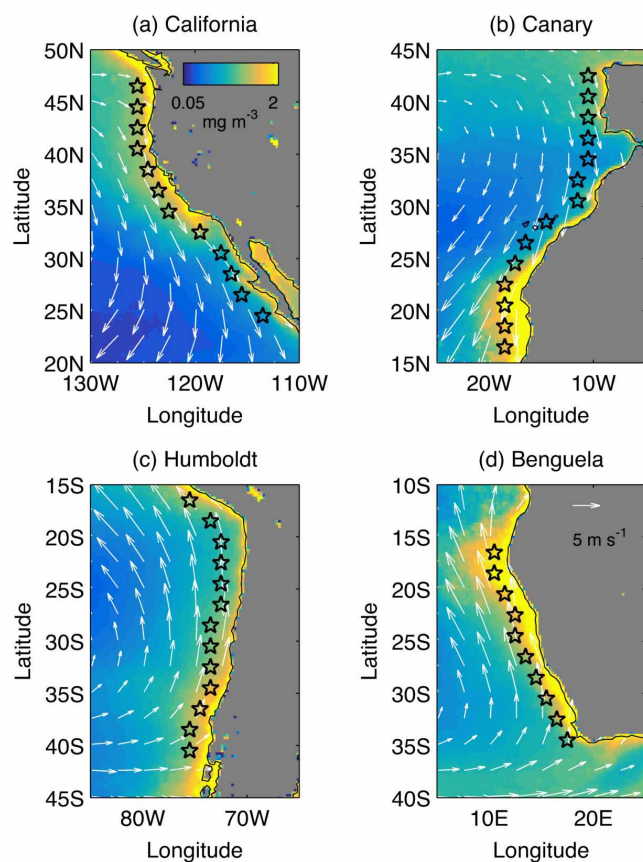 (a) California
50N
45N
40N
35N
30N
25N
20N
Latitude
0.05 2
mg m⁻³
130W 120W 110W
Longitude
(b) Canary
45N
40N
35N
30N
25N
20N
15N
Latitude
20W 10W
Longitude
(c) Humboldt
15S
20S
25S
30S
35S
40S
45S
Latitude
80W 70W
Longitude
(d) Benguela
10S
15S
20S
25S
30S
35S
40S
Latitude
5 m s⁻¹
10E 20E
Longitude